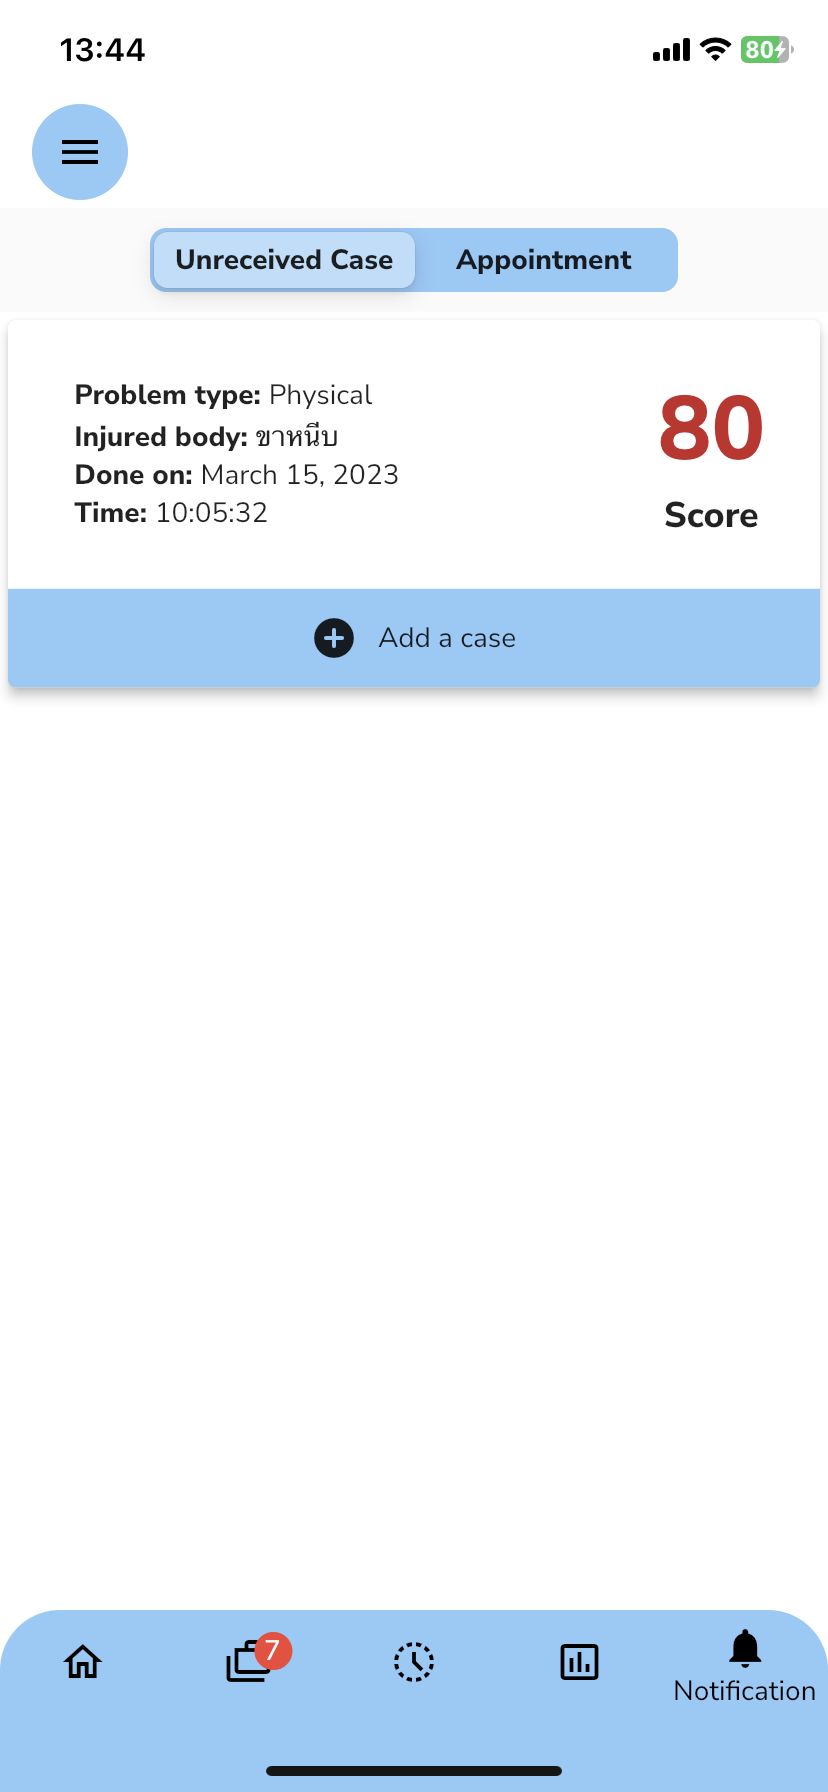 13:44
80
Unreceived Case
Appointment
Problem type: Physical
Injured body: ขาหนีบ
Done on: March 15, 2023
Time: 10:05:32
80
Score
Add a case
7
Notification